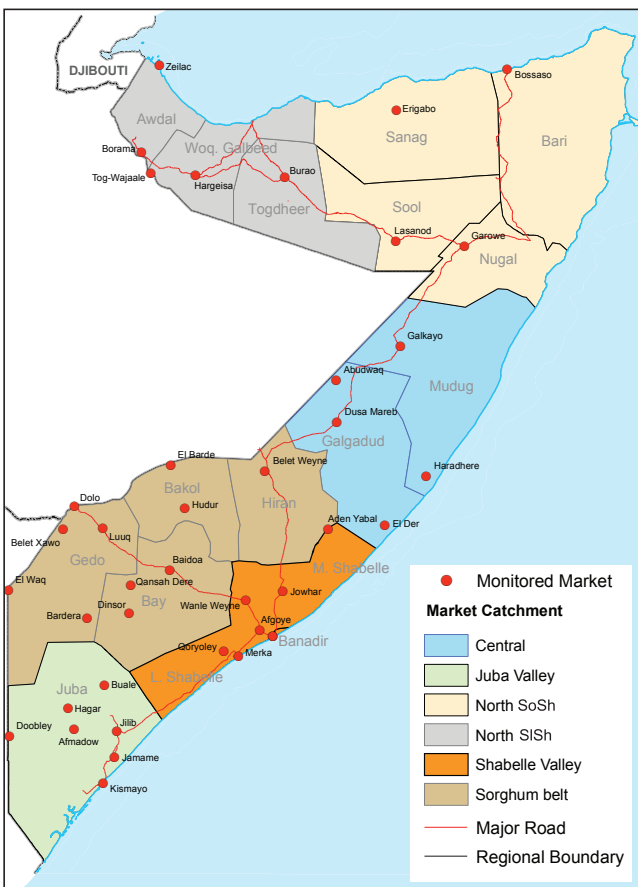 DJIBOUTI
Zeilac
Bossaso
Awdal
Erigabo
Sanag
Bari
Borama
Woq. Galbeed
Tog-Wajaale
Hargeisa
Burao
Togdheer
Sool
Lasanod
Garowe
Nugal
Galkayo
Abudwaq
Mudug
Dusa Mareb
Galgadud
El Barde
Belet Weyne
Haradhere
Bakol
Hiran
Dolo
Hudur
Aden Yabal
El Der
Belet Xawo
Luuq
Gedo
Baidoa
M. Shabelle
El Waq
Qansah Dere
Bay
Wanle Weyne
Jowhar
Bardera
Dinsor
Afgoye
Banadir
Qoryoley
Merka
L. Shabelle
Juba
Buale
Hagar
Doobley
Afmadow
Jilib
Jamame
Kismayo
Monitored Market
Market Catchment
Central
Juba Valley
North SoSh
North SlSh
Shabelle Valley
Sorghum belt
Major Road
Regional Boundary